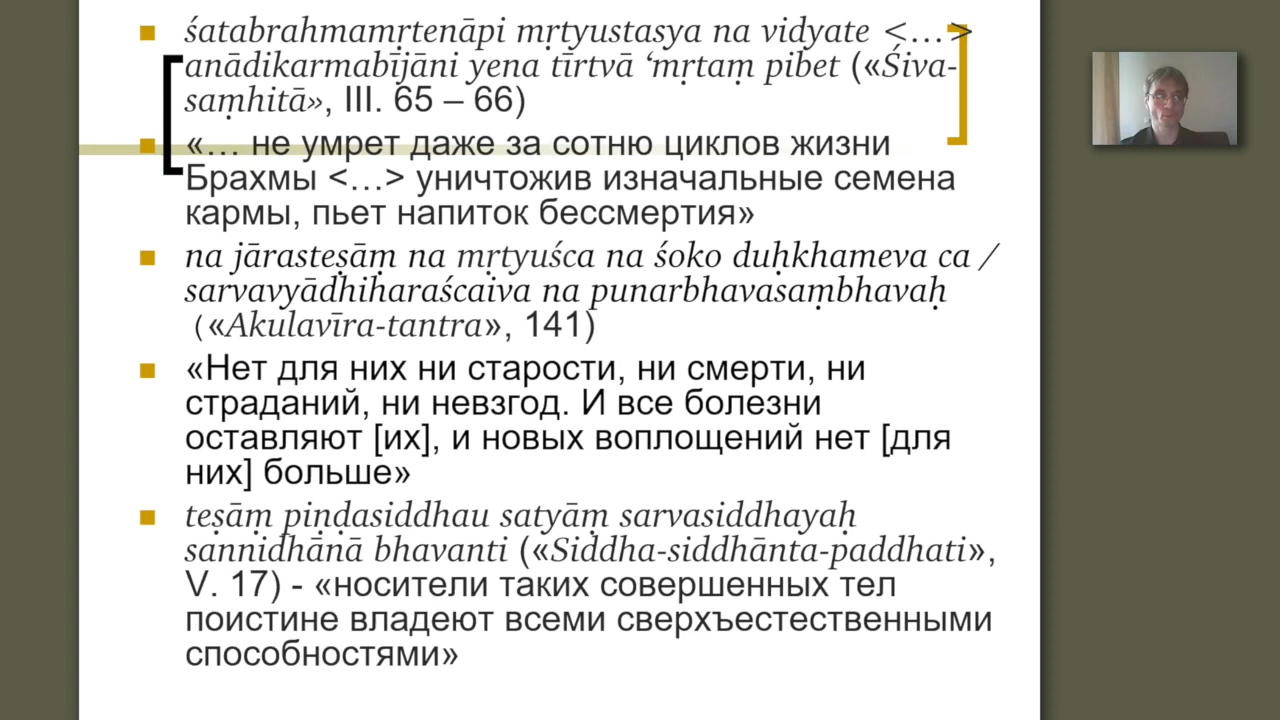 śatabrahmamṛtenāpi mṛtyustasya na vidyate <…>
anādikarmabījāni yena tīrtvā ‘mṛtaṃ pibet («Śiva-
saṃhitā», III. 65 – 66)
«… не умрет даже за сотню циклов жизни
Брахмы <…> уничтожив изначальные семена
кармы, пьет напиток бессмертия»
na jārasteṣāṃ na mṛtyuśca na śoko duḥkhameva ca /
sarvavyādhiharaścaiva na punarbhavasaṃbhavaḥ
(«Akulavīra-tantra», 141)
«Нет для них ни старости, ни смерти, ни
страданий, ни невзгод. И все болезни
оставляют [их], и новых воплощений нет [для
них] больше»
teṣāṃ piṇḍasiddhau satyāṃ sarvasiddhayaḥ
sannidhānā bhavanti («Siddha-siddhānta-paddhati»,
V. 17) - «носители таких совершенных тел
поистине владеют всеми сверхъестественными
способностями»